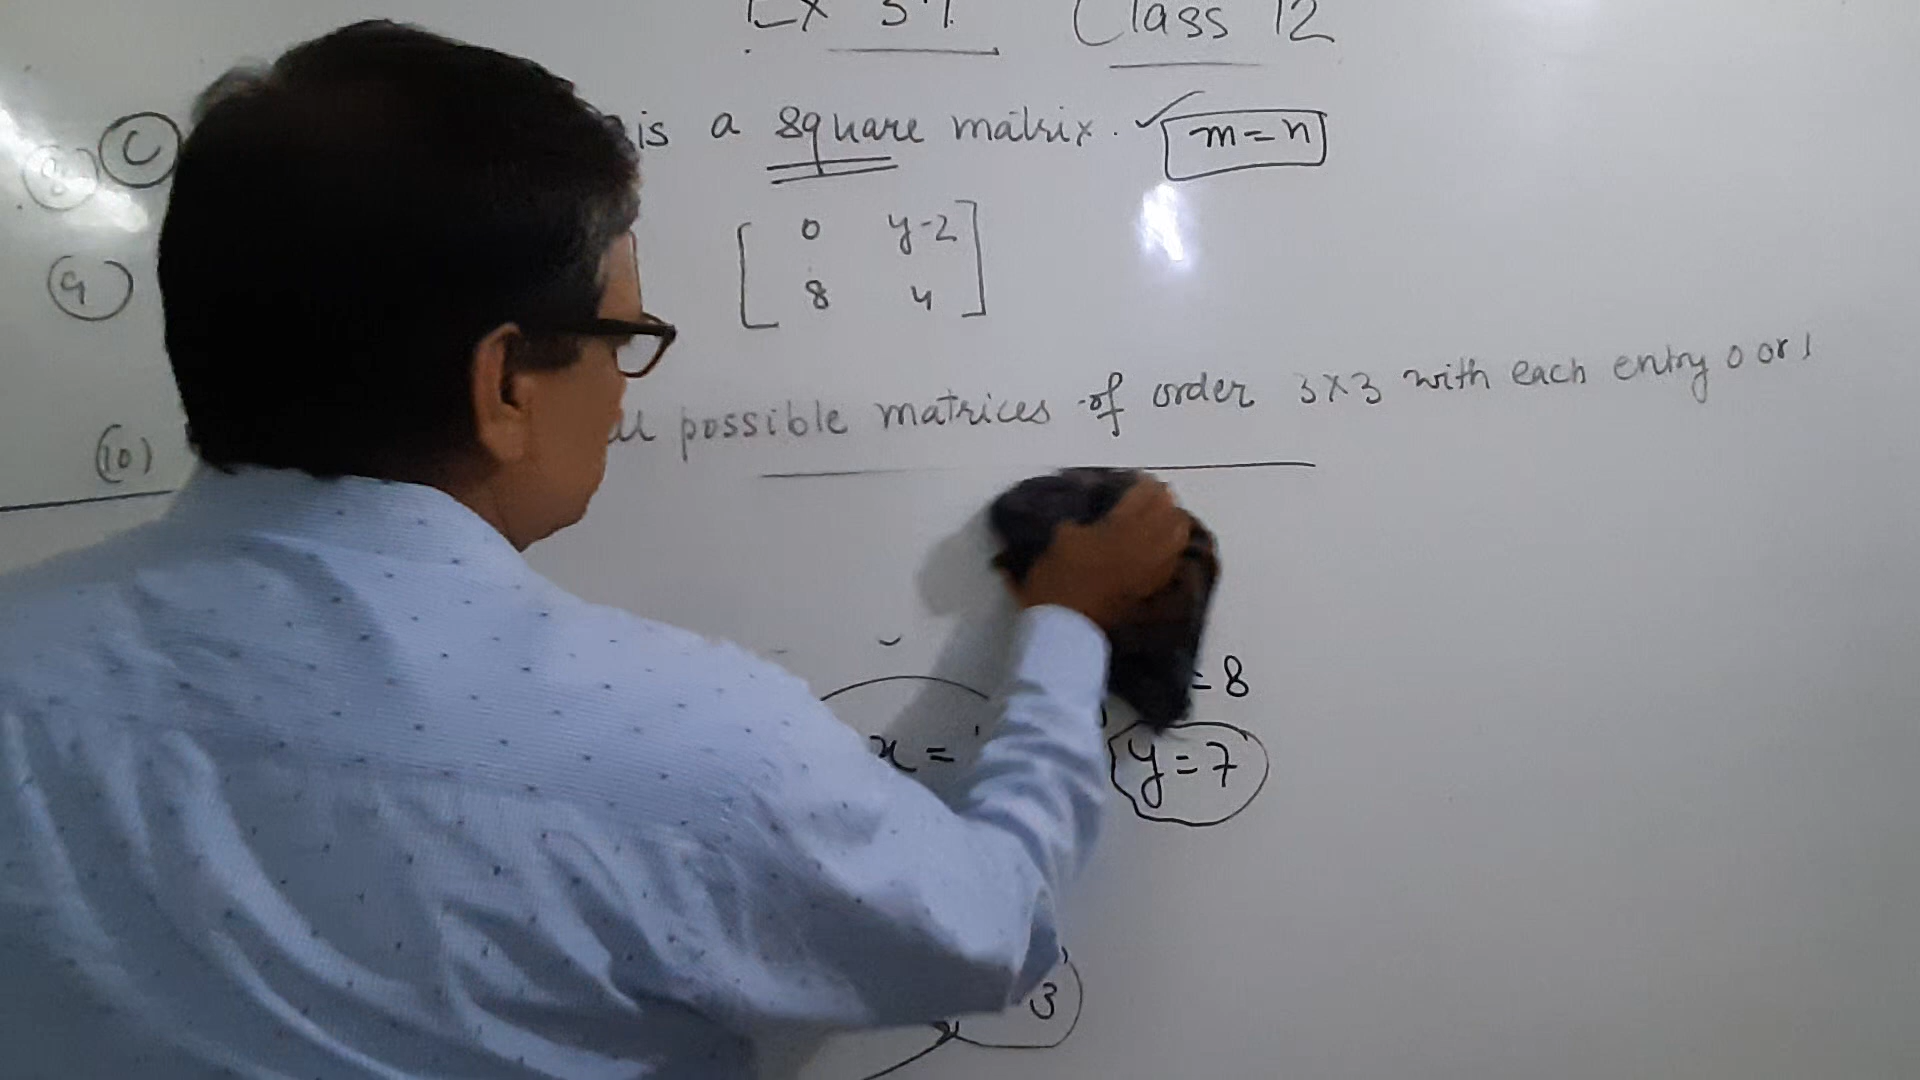 Ex 3.1 Class 12
(8) (C) is a square matrix. ✓ m=n
(9) [ 0 y-2
8 4 ]
(10) possible matrices of order 3×3 with each entry 0 or 1
=8
x = y=7
3